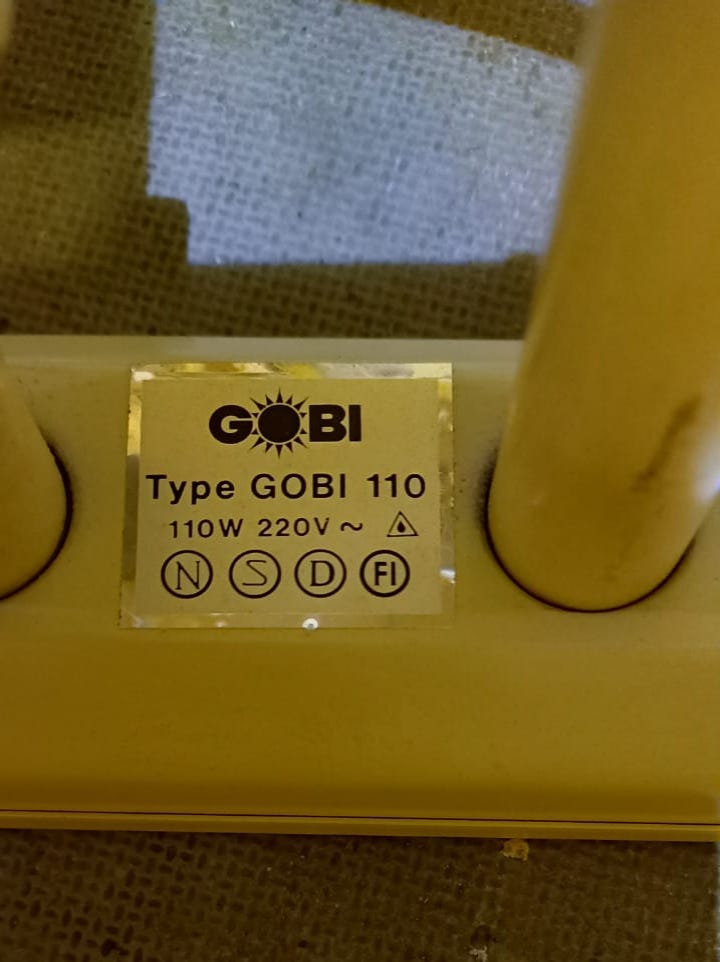 GOBI
Type GOBI 110
110W 220V ~
N S D FI